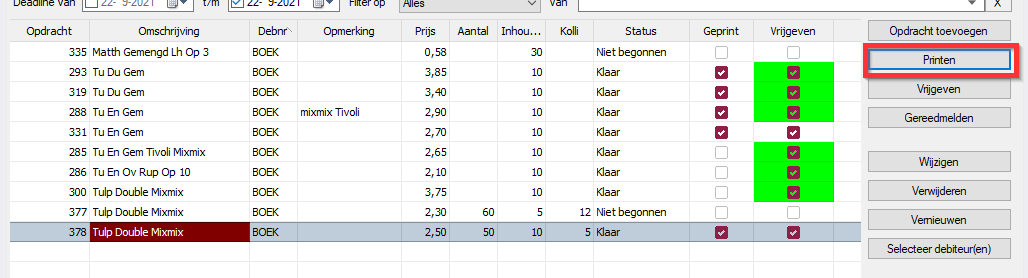 Deadline van 22- 9-2021 t/m 22- 9-2021 Filter op Alles Van X
Opdracht Omschrijving Debnr Opmerking Prijs Aantal Inhou... Kolli Status Geprint Vrijgeven
335 Matth Gemengd Lh Op 3 BOEK 0,58 30 Niet begonnen
293 Tu Du Gem BOEK 3,85 10 Klaar
319 Tu Du Gem BOEK 3,40 10 Klaar
288 Tu En Gem BOEK mixmix Tivoli 2,90 10 Klaar
331 Tu En Gem BOEK 2,70 10 Klaar
285 Tu En Gem Tivoli Mixmix BOEK 2,65 10 Klaar
286 Tu En Ov Rup Op 10 BOEK 2,10 10 Klaar
300 Tulp Double Mixmix BOEK 3,75 10 Klaar
377 Tulp Double Mixmix BOEK 2,30 60 5 12 Niet begonnen
378 Tulp Double Mixmix BOEK 2,50 50 10 5 Klaar
Opdracht toevoegen
Printen
Vrijgeven
Gereedmelden
Wijzigen
Verwijderen
Vernieuwen
Selecteer debiteur(en)